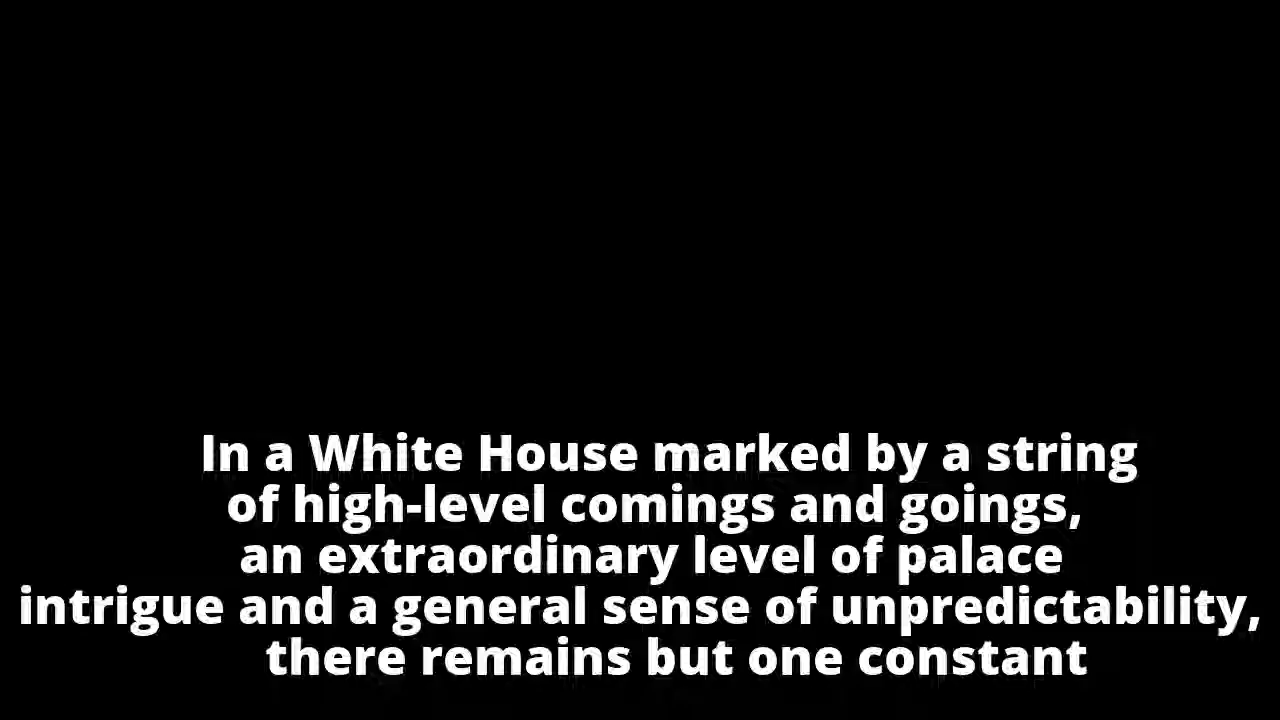 In a White House marked by a string
of high-level comings and goings,
an extraordinary level of palace
intrigue and a general sense of unpredictability,
there remains but one constant